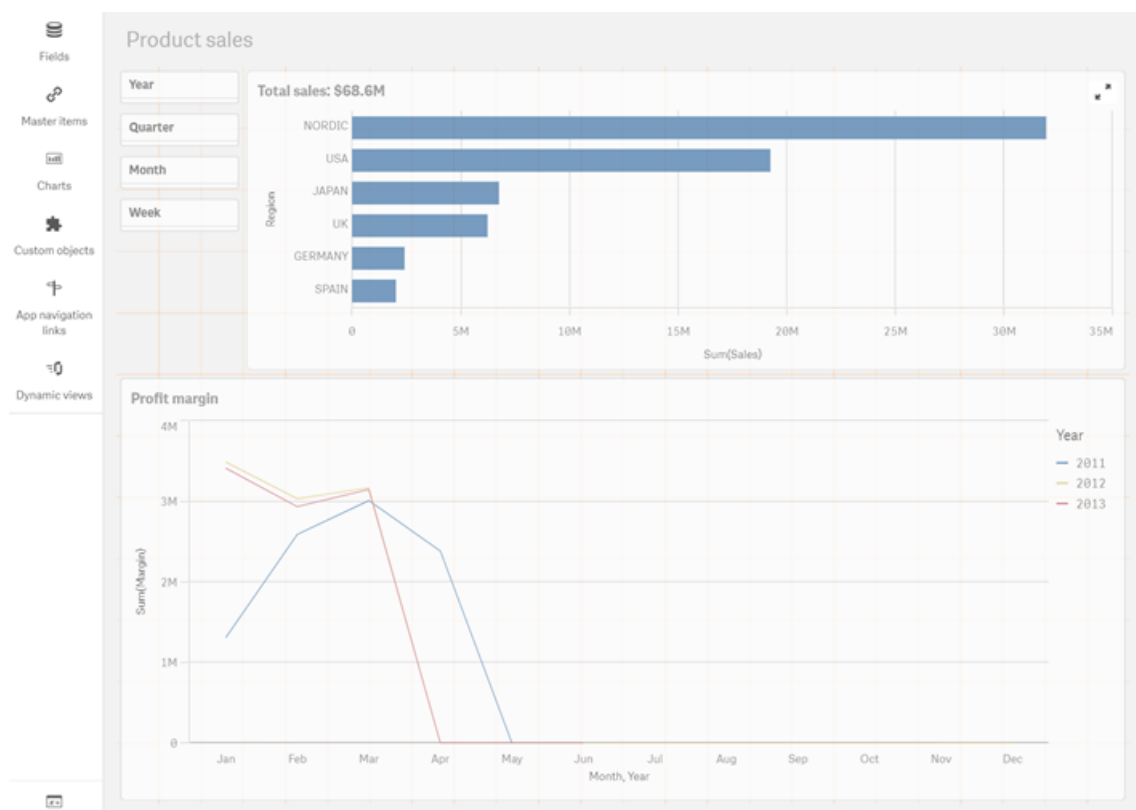 Fields
Master items
Charts
Custom objects
App navigation
links
Dynamic views
Product sales
Year
Quarter
Month
Week
Total sales: $68.6M
Region
NORDIC
USA
JAPAN
UK
GERMANY
SPAIN
0 5M 10M 15M 20M 25M 30M 35M
Sum(Sales)
Profit margin
Sum(Margin)
4M
3M
2M
1M
0
Jan Feb Mar Apr May Jun Jul Aug Sep Oct Nov Dec
Month, Year
Year
2011
2012
2013